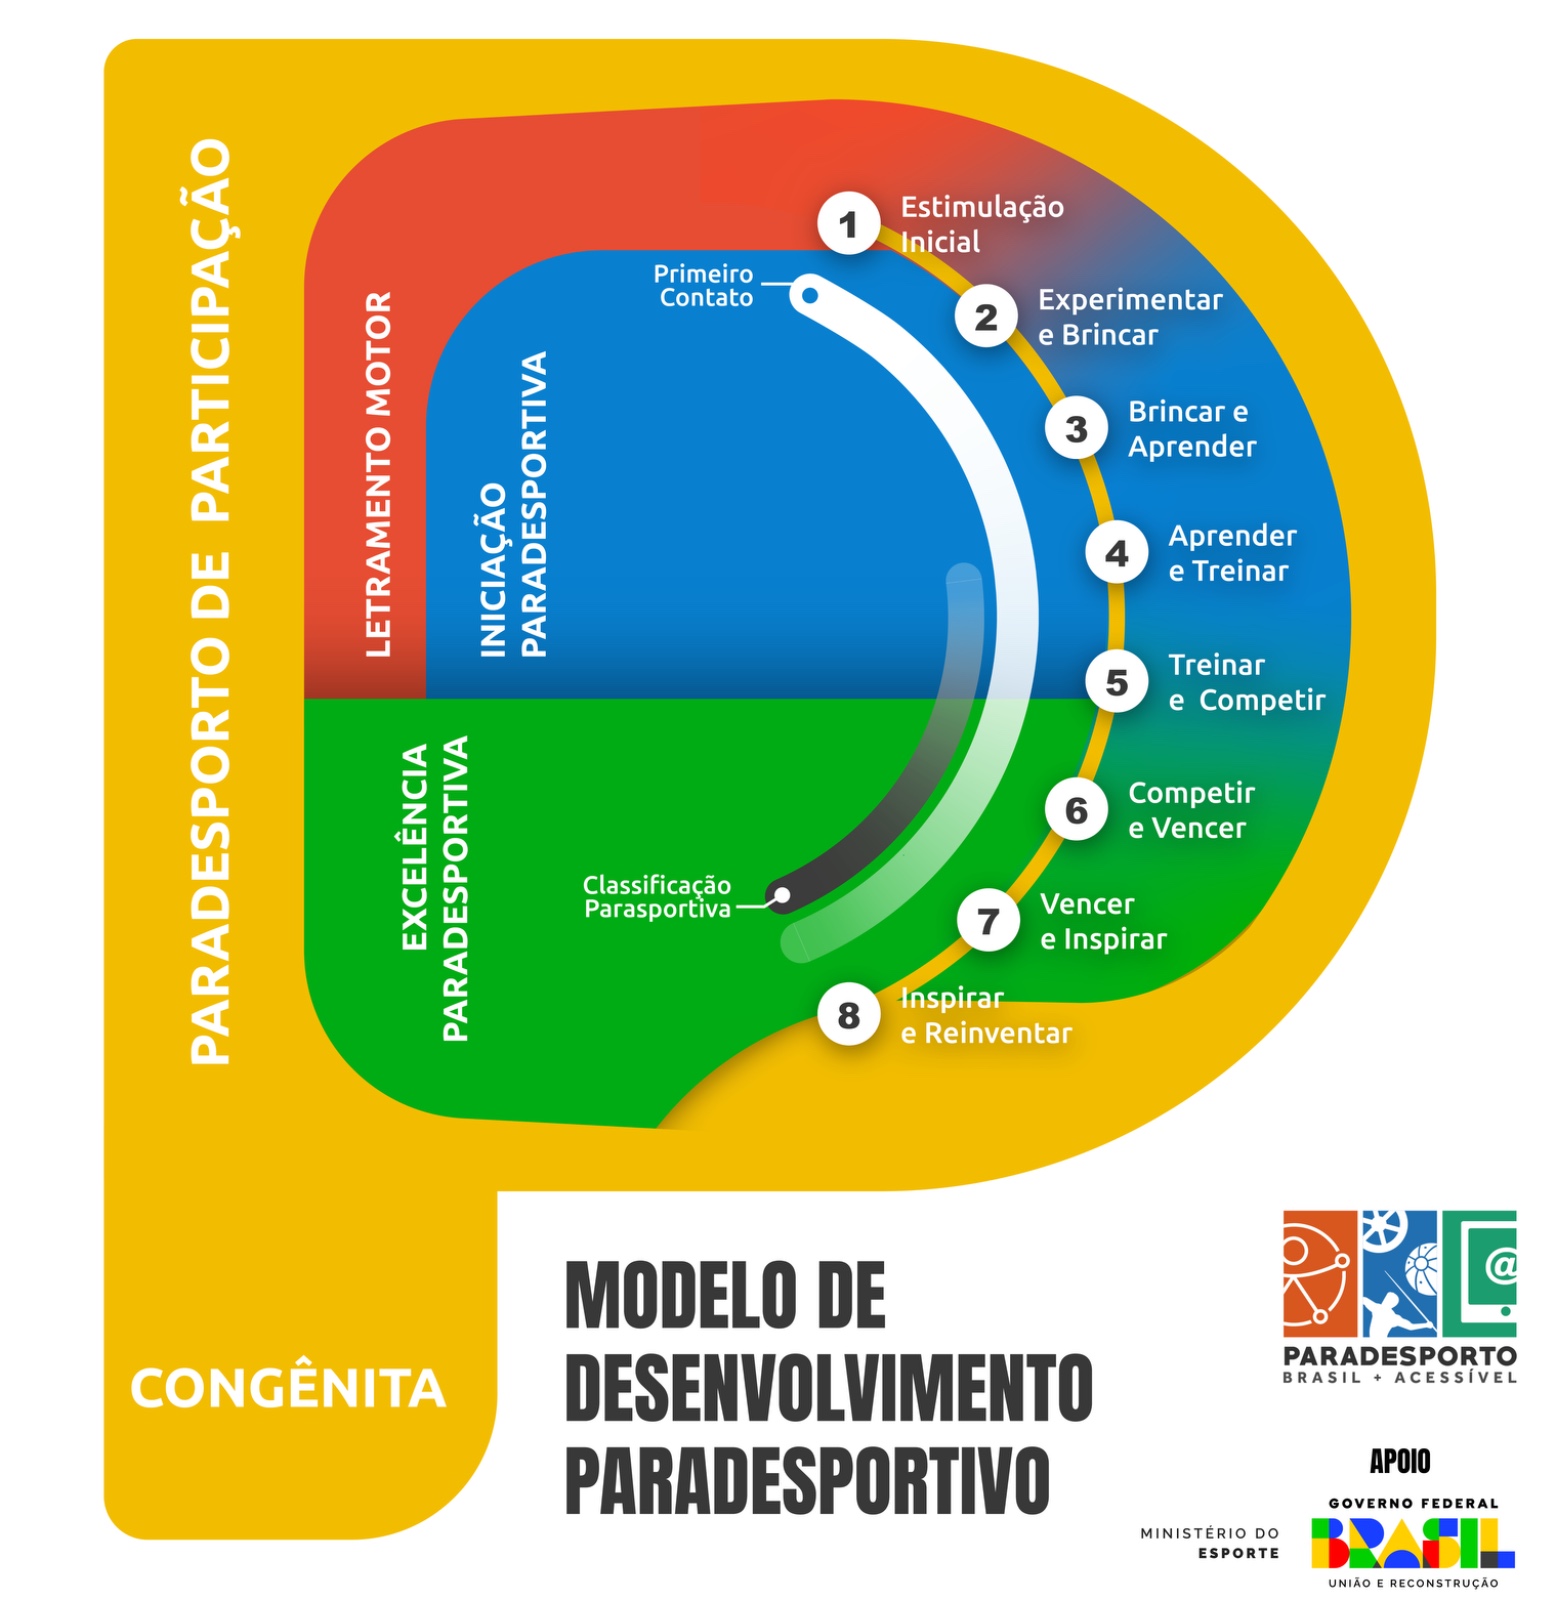 PARADESPORTO DE PARTICIPAÇÃO
LETRAMENTO MOTOR
INICIAÇÃO
PARADESPORTIVA
EXCELÊNCIA
PARADESPORTIVA
Primeiro
Contato
Classificação
Parasportiva
1
Estimulação
Inicial
2
Experimentar
e Brincar
3
Brincar e
Aprender
4
Aprender
e Treinar
5
Treinar
e Competir
6
Competir
e Vencer
7
Vencer
e Inspirar
8
Inspirar
e Reinventar
CONGÊNITA
MODELO DE
DESENVOLVIMENTO
PARADESPORTIVO
@
PARADESPORTO
BRASIL + ACESSÍVEL
APOIO
MINISTÉRIO DO
ESPORTE
GOVERNO FEDERAL
BRASIL
UNIÃO E RECONSTRUÇÃO